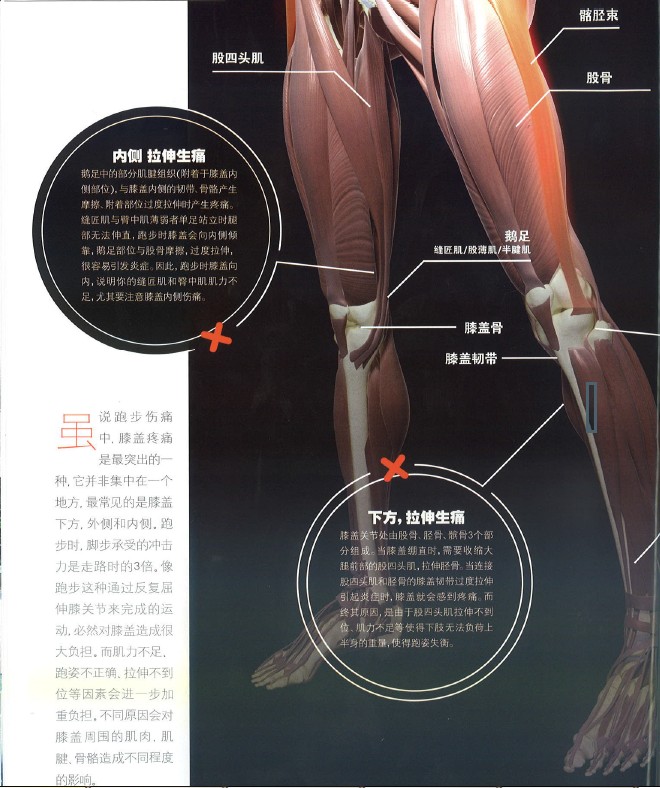 髂胫束
股四头肌
股骨
内侧 拉伸生痛
鹅足中的部分肌腱组织(附着于膝盖内
侧部位),与膝盖内侧的韧带、骨骼产生
摩擦、附着部位过度拉伸时产生疼痛。
缝匠肌与臀中肌薄弱者单足站立时腿
部无法伸直,跑步时膝盖会向内侧倾
靠,鹅足部位与股骨摩擦,过度拉伸,
很容易引发炎症。因此,跑步时膝盖向
内,说明你的缝匠肌和臀中肌肌力不
足,尤其要注意膝盖内侧伤痛。
鹅足
缝匠肌/股薄肌/半腱肌
膝盖骨
膝盖韧带
虽说跑步伤痛
中,膝盖疼痛
是最突出的一
种,它并非集中在一个
地方,最常见的是膝盖
下方,外侧和内侧。跑
步时,脚步承受的冲击
力是走路时的3倍。像
跑步这种通过反复屈
伸膝关节来完成的运
动,必然对膝盖造成很
大负担。而肌力不足,
跑姿不正确、拉伸不到
位等因素会进一步加
重负担。不同原因会对
膝盖周围的肌肉、肌
腱、骨骼造成不同程度
的影响。
下方,拉伸生痛
膝盖关节处由股骨、胫骨、髌骨3个部
分组成。当膝盖绷直时,需要收缩大
腿前部的股四头肌,拉伸胫骨。当连接
股四头肌和胫骨的膝盖韧带过度拉伸
引起炎症时,膝盖就会感到疼痛。而
终其原因,是由于股四头肌拉伸不到
位、肌力不足等使得下肢无法负荷上
半身的重量,使得跑姿失衡。